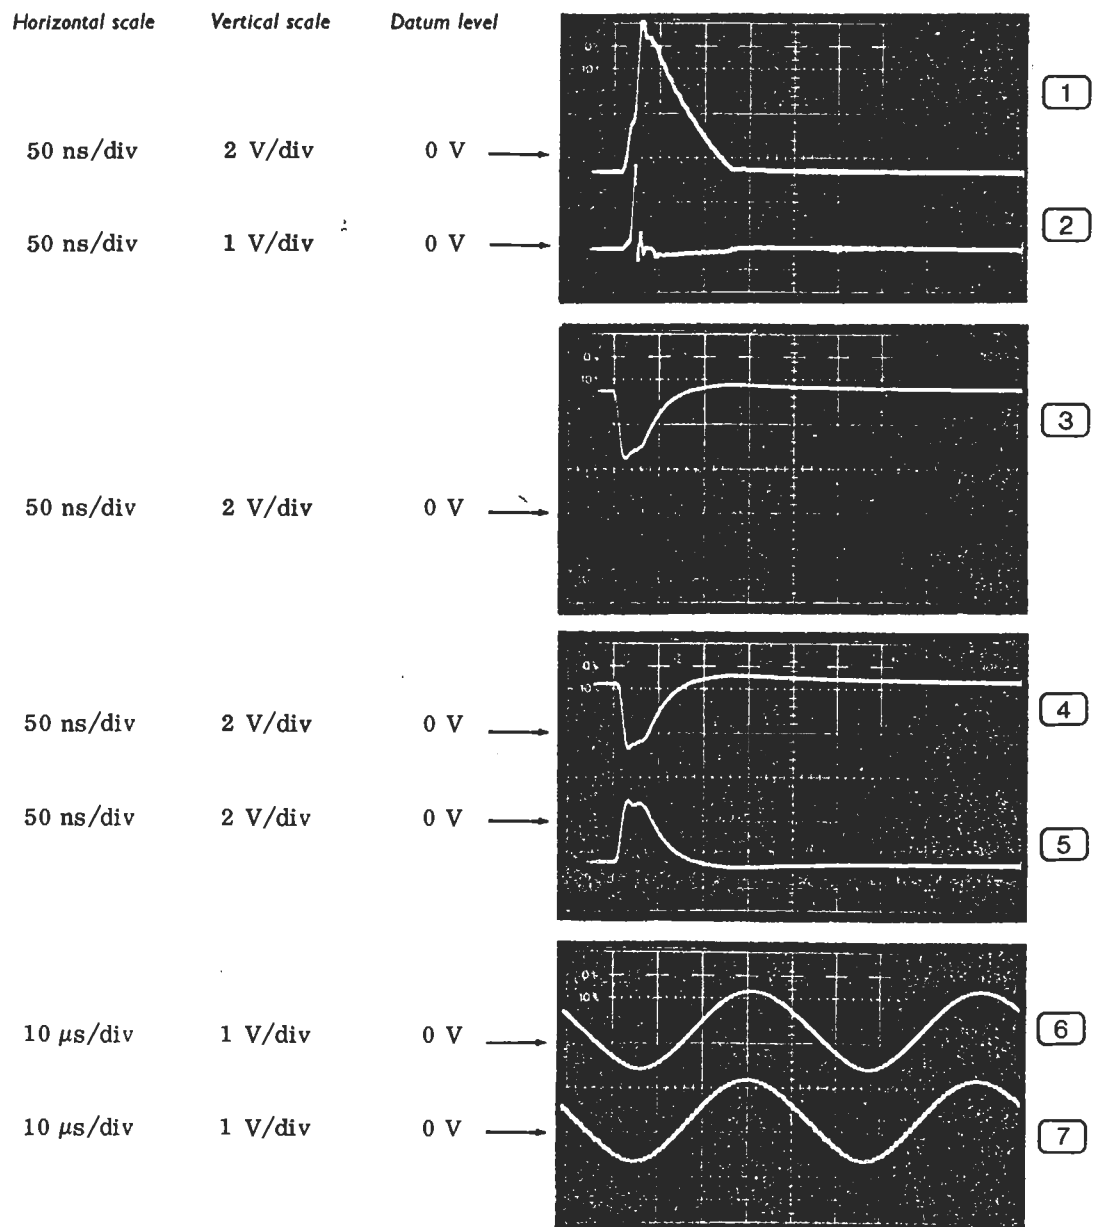 Horizontal scale Vertical scale Datum level
1
50 ns/div 2 V/div 0 V
2
50 ns/div 1 V/div 0 V
3
50 ns/div 2 V/div 0 V
4
50 ns/div 2 V/div 0 V
50 ns/div 2 V/div 0 V
5
10 μs/div 1 V/div 0 V
6
10 μs/div 1 V/div 0 V
7